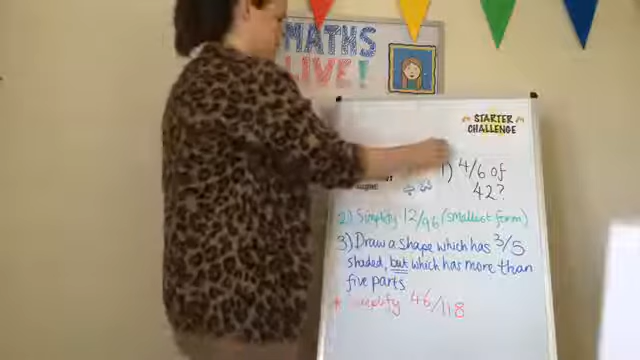 MATHS
LIVE!
STARTER
CHALLENGE
1) 4/6 of
42?
2) Simplify 12/96 (smallest form)
3) Draw a shape which has 3/5
shaded, but which has more than
five parts
46/118